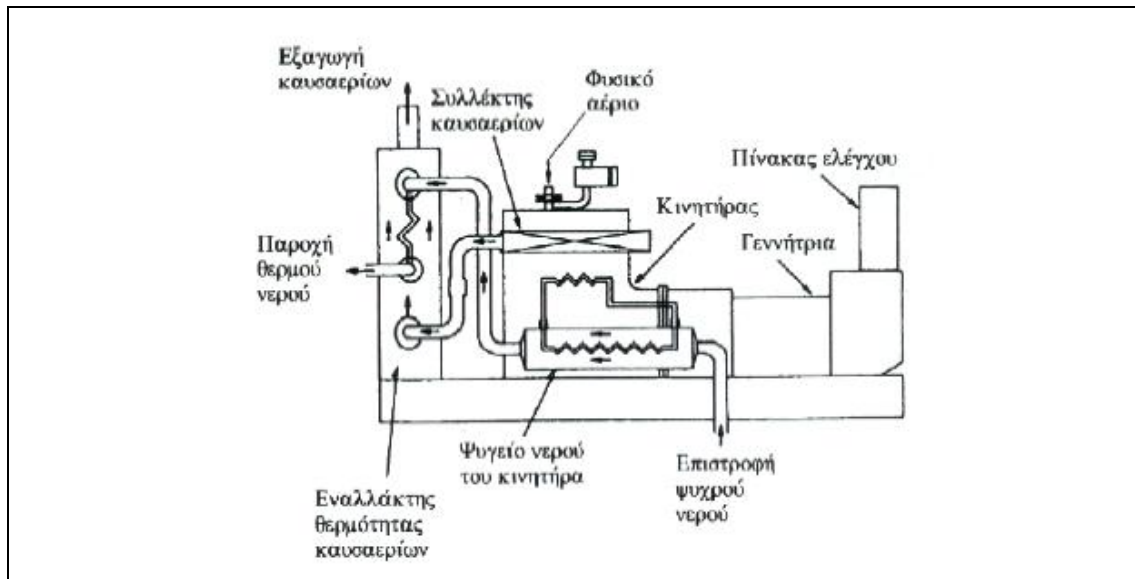 Εξαγωγή
καυσαερίων
Συλλέκτης
καυσαερίων
Φυσικό
αέριο
Πίνακας ελέγχου
Κινητήρας
Γεννήτρια
Παροχή
θερμού
νερού
Ψυγείο νερού
του κινητήρα
Επιστροφή
ψυχρού
νερού
Εναλλάκτης
θερμότητας
καυσαερίων